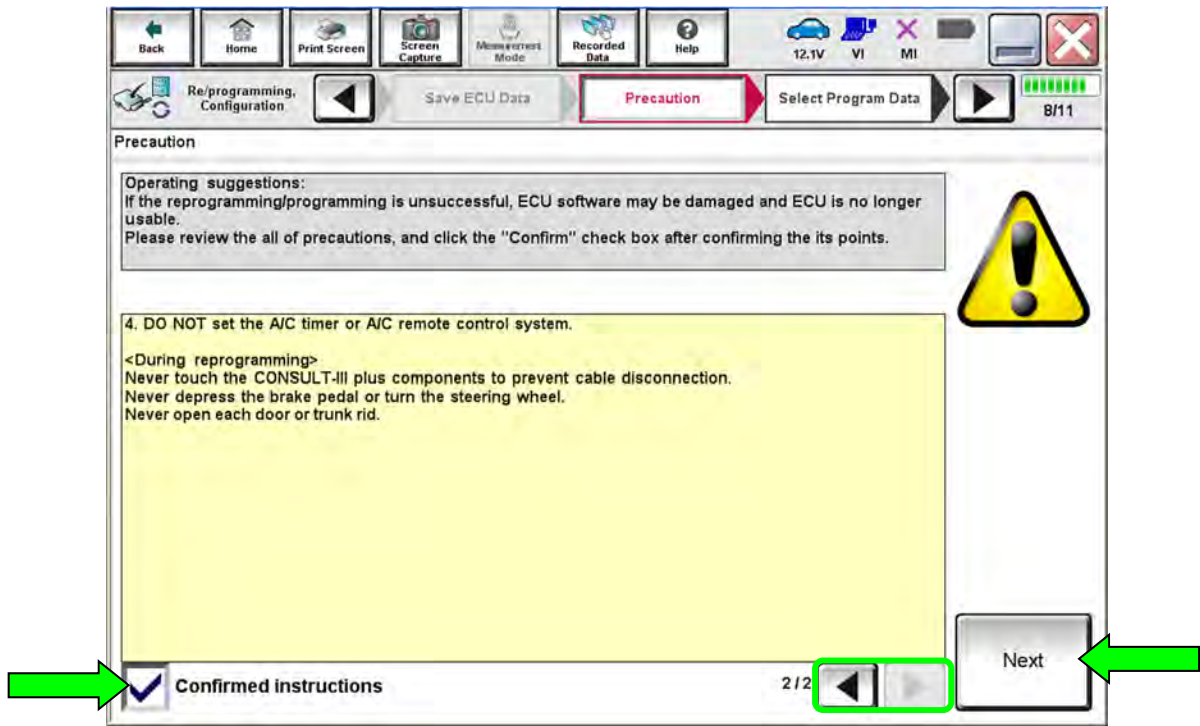 Back
Home
Print Screen
Screen
Capture
Measurement
Mode
Recorded
Data
Help
12.1V
VI
MI
Re/programming,
Configuration
Save ECU Data
Precaution
Select Program Data
8/11
Precaution
Operating suggestions:
If the reprogramming/programming is unsuccessful, ECU software may be damaged and ECU is no longer
usable.
Please review the all of precautions, and click the "Confirm" check box after confirming the its points.
4. DO NOT set the A/C timer or A/C remote control system.
<During reprogramming>
Never touch the CONSULT-III plus components to prevent cable disconnection.
Never depress the brake pedal or turn the steering wheel.
Never open each door or trunk rid.
Confirmed instructions
2/2
Next